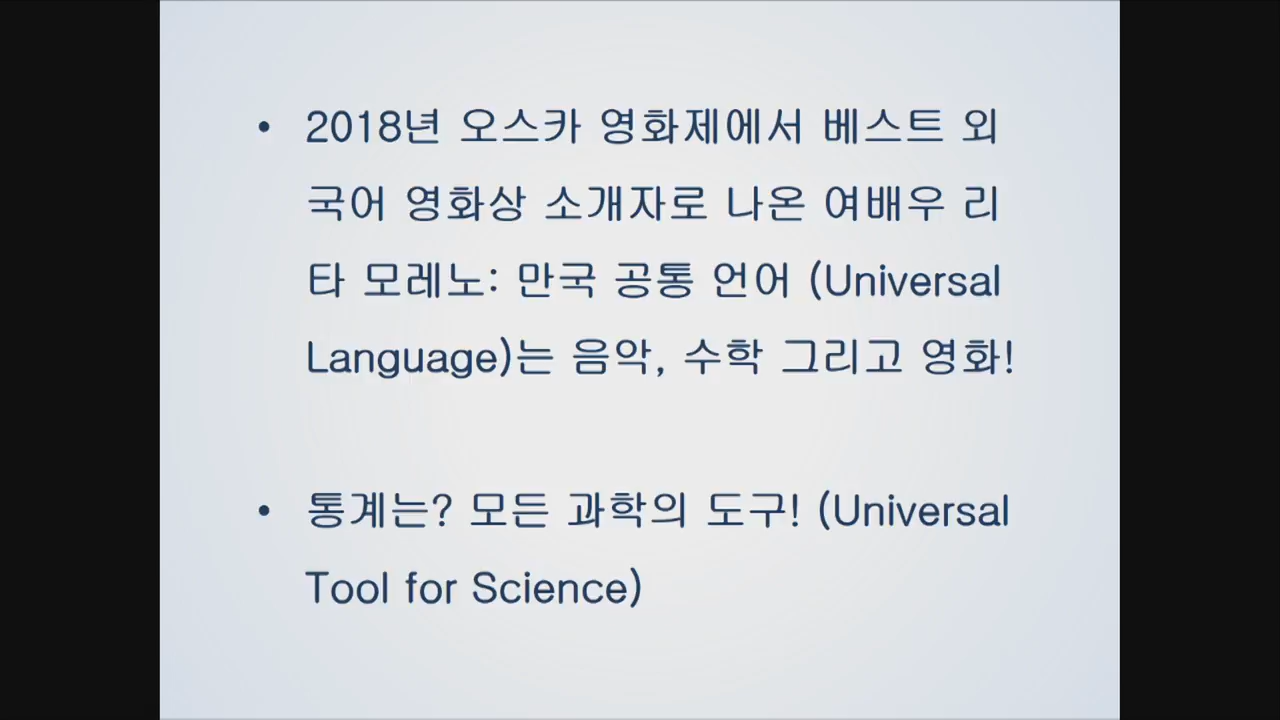 • 2018년 오스카 영화제에서 베스트 외
국어 영화상 소개자로 나온 여배우 리
타 모레노: 만국 공통 언어 (Universal
Language)는 음악, 수학 그리고 영화!
• 통계는? 모든 과학의 도구! (Universal
Tool for Science)